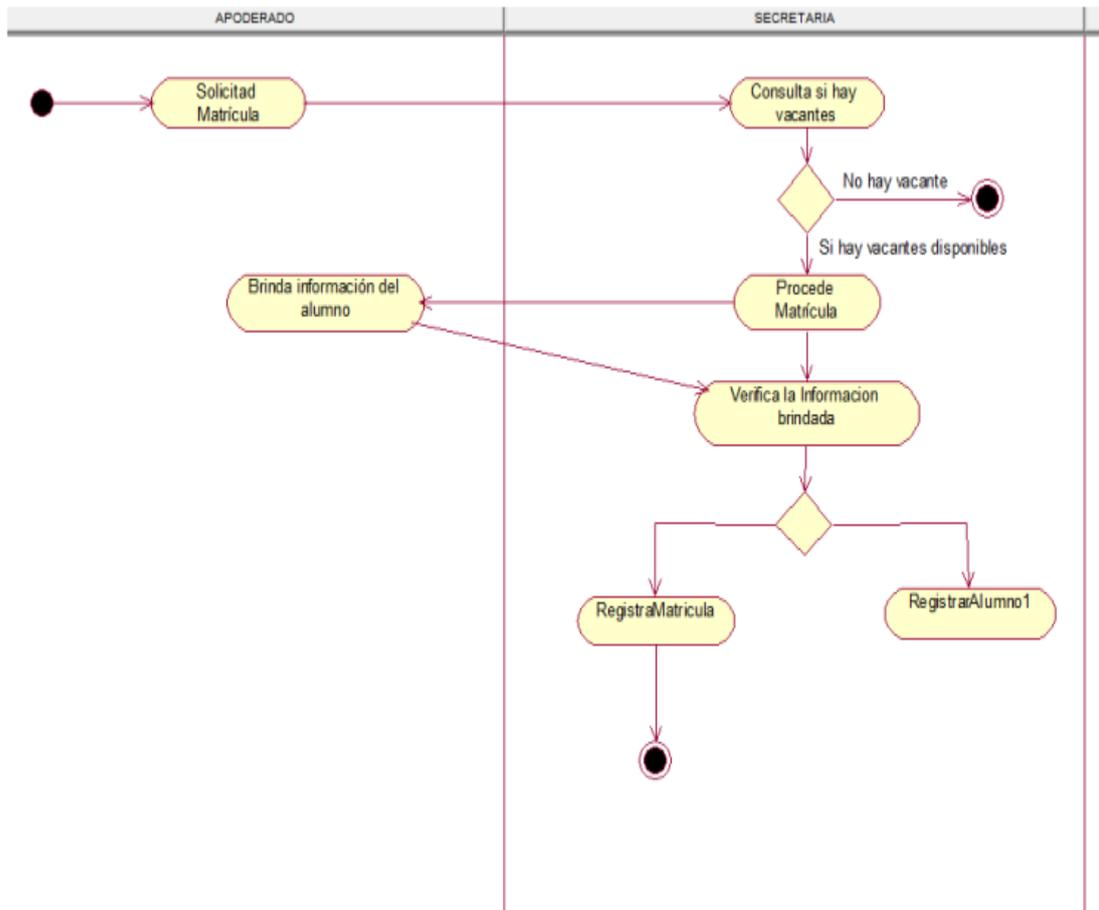 APODERADO
SECRETARIA
Solicitad
Matrícula
Consulta si hay
vacantes
No hay vacante
Si hay vacantes disponibles
Brinda información del
alumno
Procede
Matrícula
Verifica la Informacion
brindada
RegistraMatricula
RegistrarAlumno1